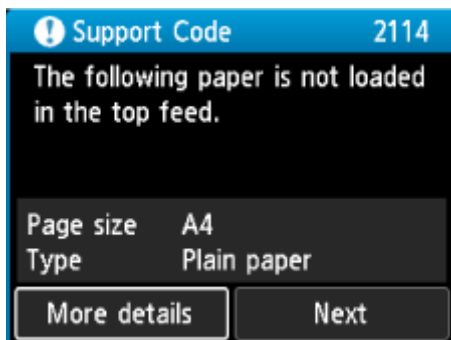 Support Code 2114
The following paper is not loaded
in the top feed.
Page size A4
Type Plain paper
More details Next